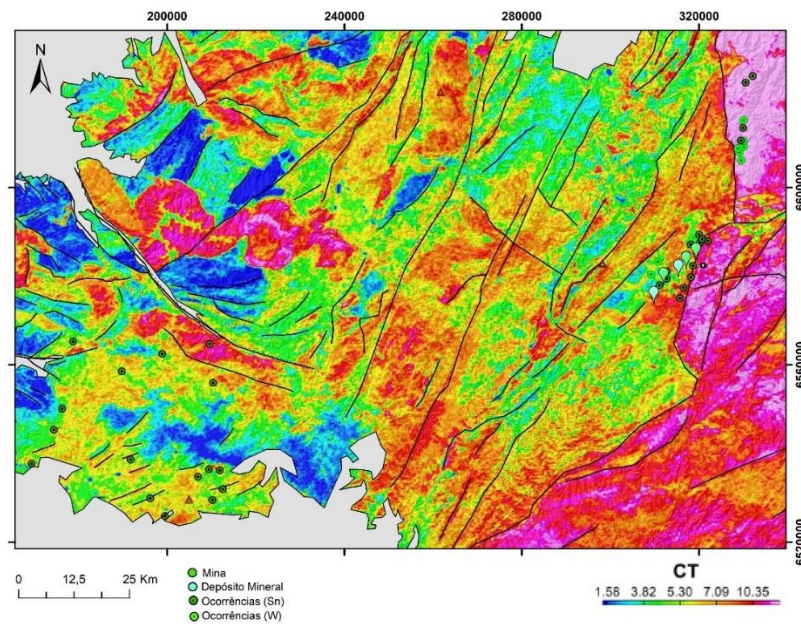 200000 240000 280000 320000
N
6600000
6560000
6520000
0 12,5 25 Km
Mina
Depósito Mineral
Ocorrências (Sn)
Ocorrências (W)
CT
1.58 3.82 5.30 7.09 10.35